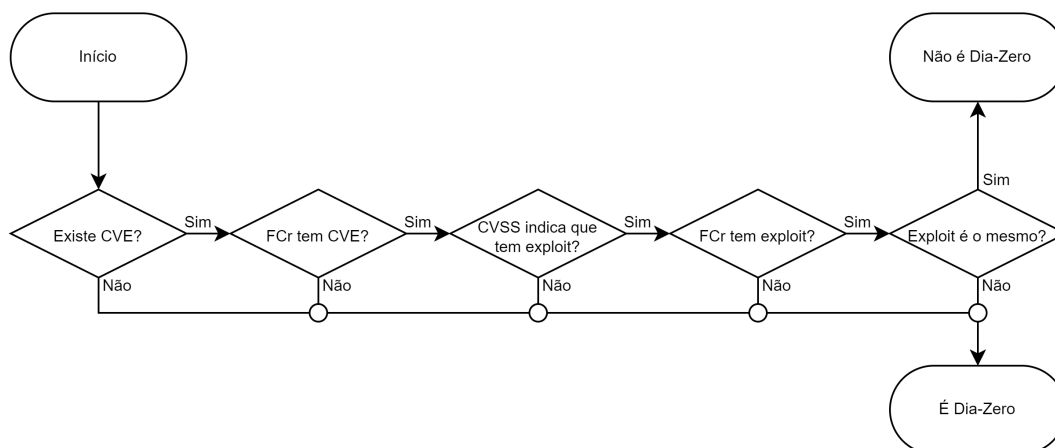 Início
Não é Dia-Zero
Sim
Existe CVE?
Sim
FCr tem CVE?
Sim
CVSS indica que
tem exploit?
Sim
FCr tem exploit?
Sim
Exploit é o mesmo?
Não
Não
Não
Não
Não
É Dia-Zero